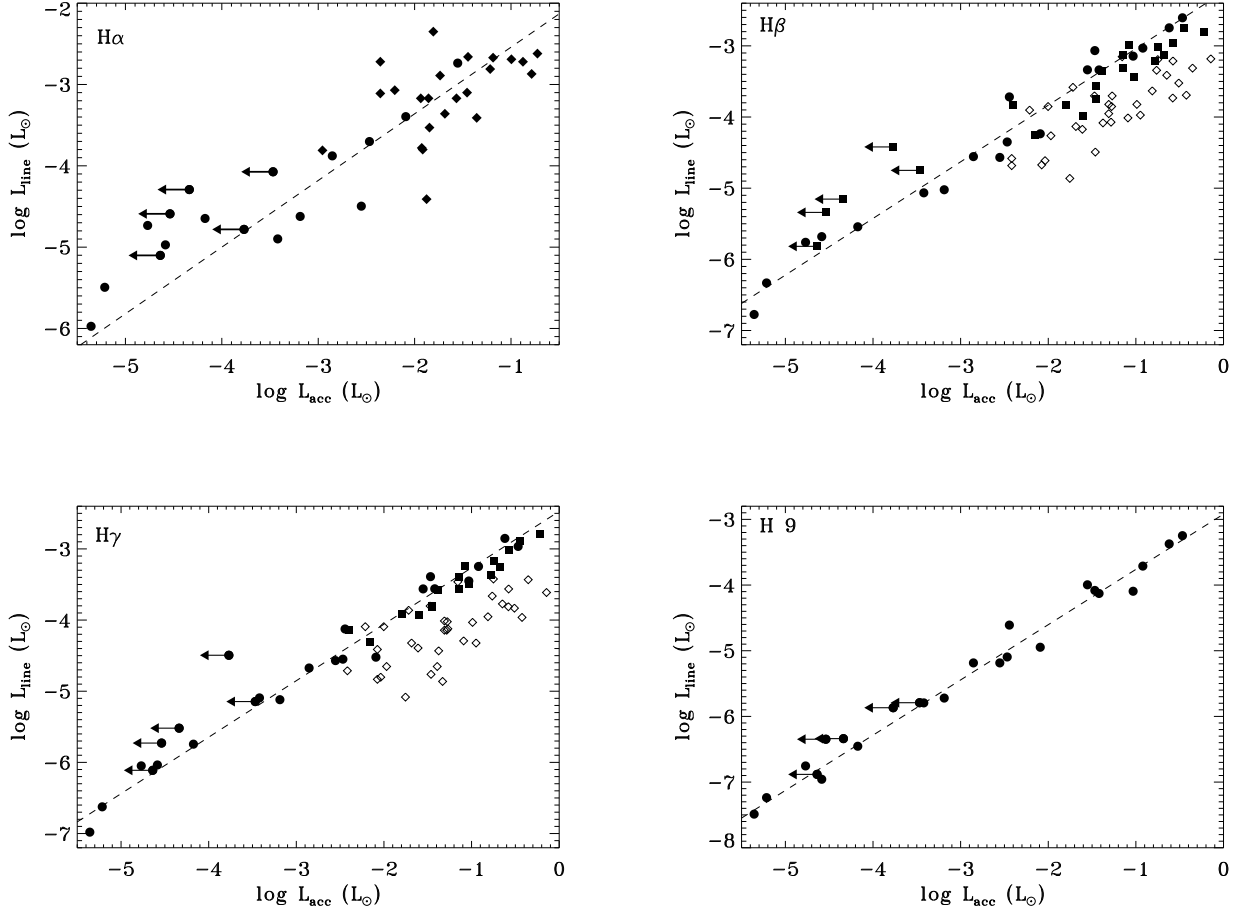 Hα
−2
−3
−4
−5
−6
log L_line (L_⊙)
−5 −4 −3 −2 −1
log L_acc (L_⊙)
Hβ
−3
−4
−5
−6
−7
log L_line (L_⊙)
−5 −4 −3 −2 −1 0
log L_acc (L_⊙)
Hγ
−3
−4
−5
−6
−7
log L_line (L_⊙)
−5 −4 −3 −2 −1 0
log L_acc (L_⊙)
H 9
−3
−4
−5
−6
−7
−8
log L_line (L_⊙)
−5 −4 −3 −2 −1 0
log L_acc (L_⊙)